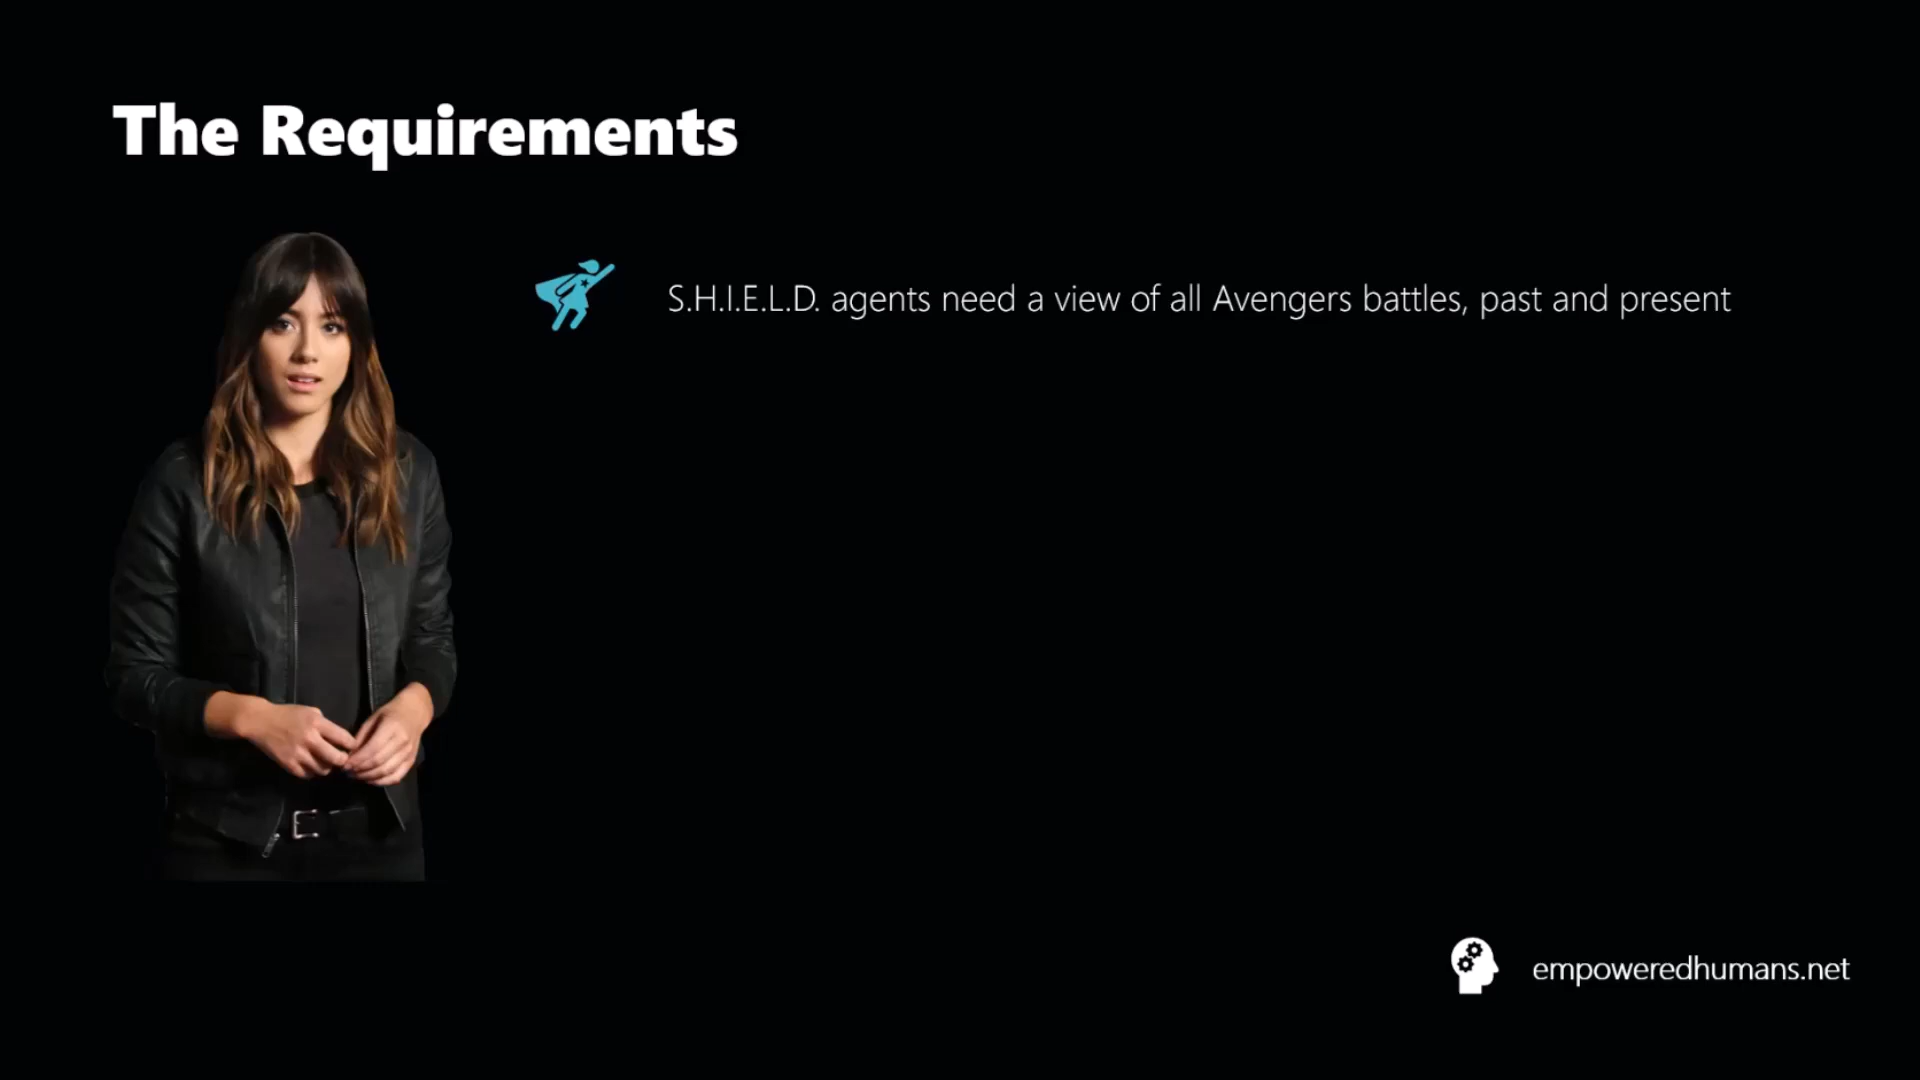 The Requirements
S.H.I.E.L.D. agents need a view of all Avengers battles, past and present
empoweredhumans.net